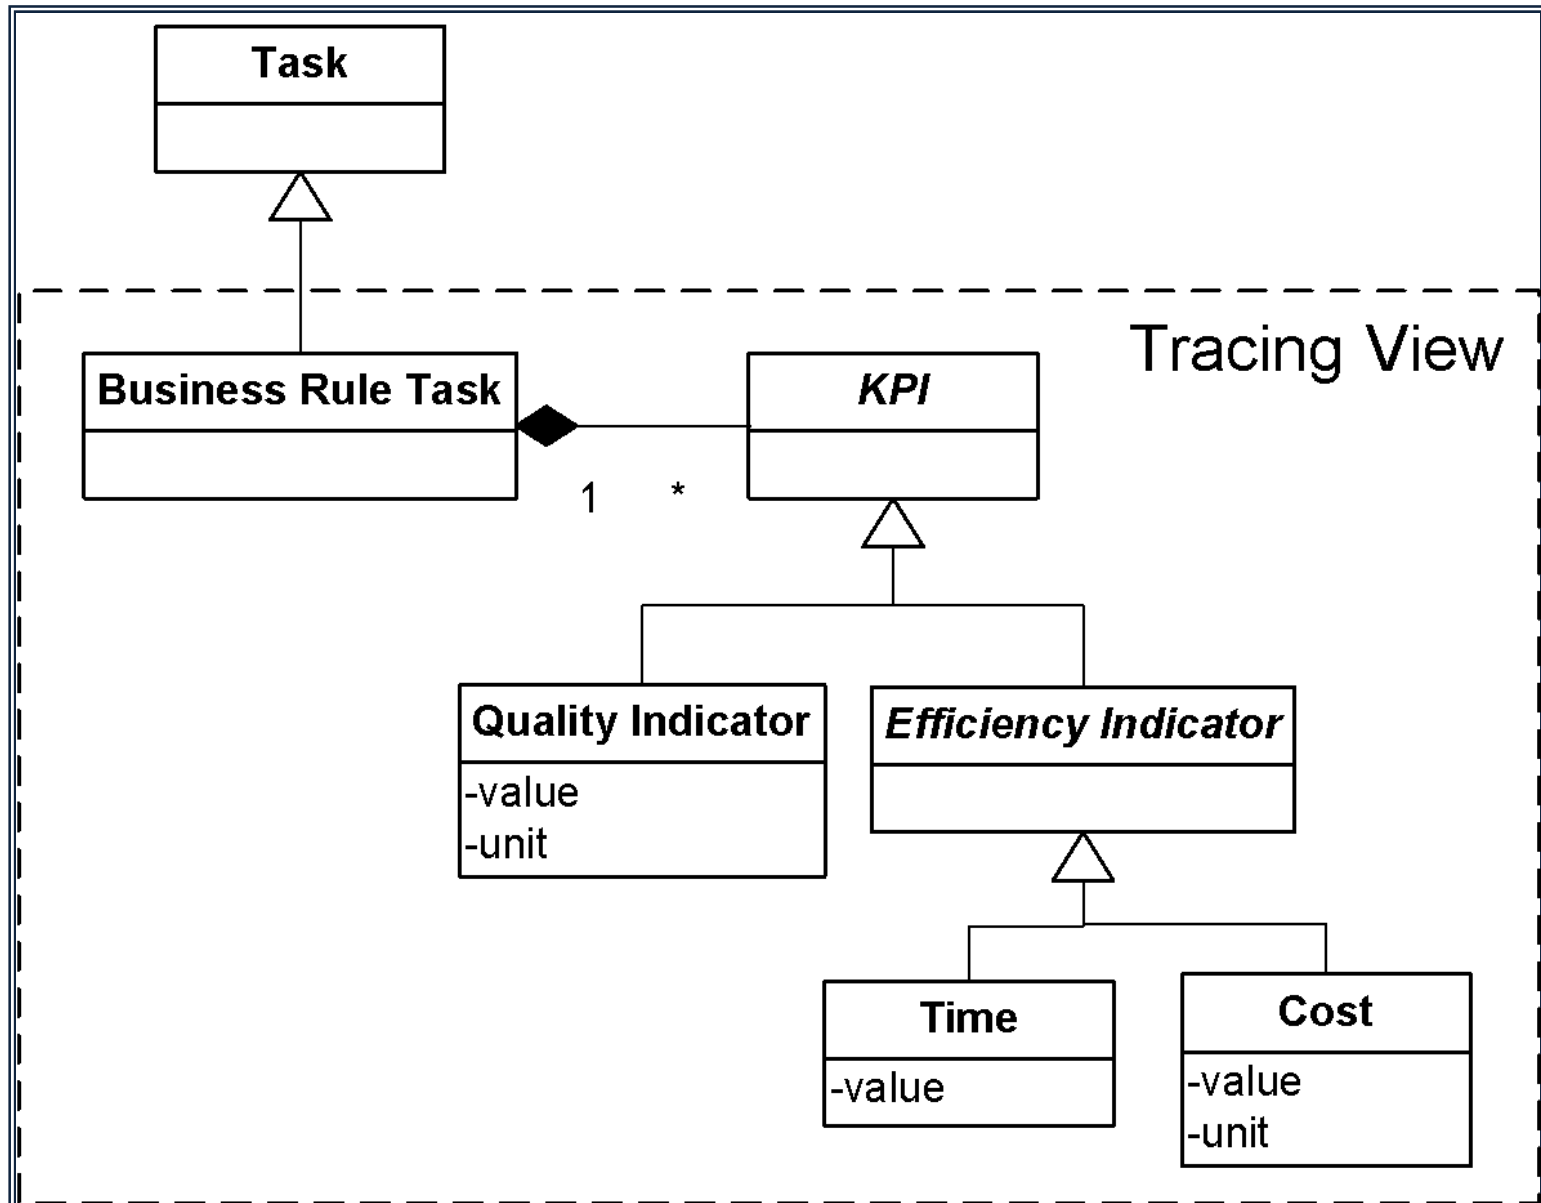 Task
Tracing View
Business Rule Task
KPI
1 *
Quality Indicator
-value
-unit
Efficiency Indicator
Time
-value
Cost
-value
-unit